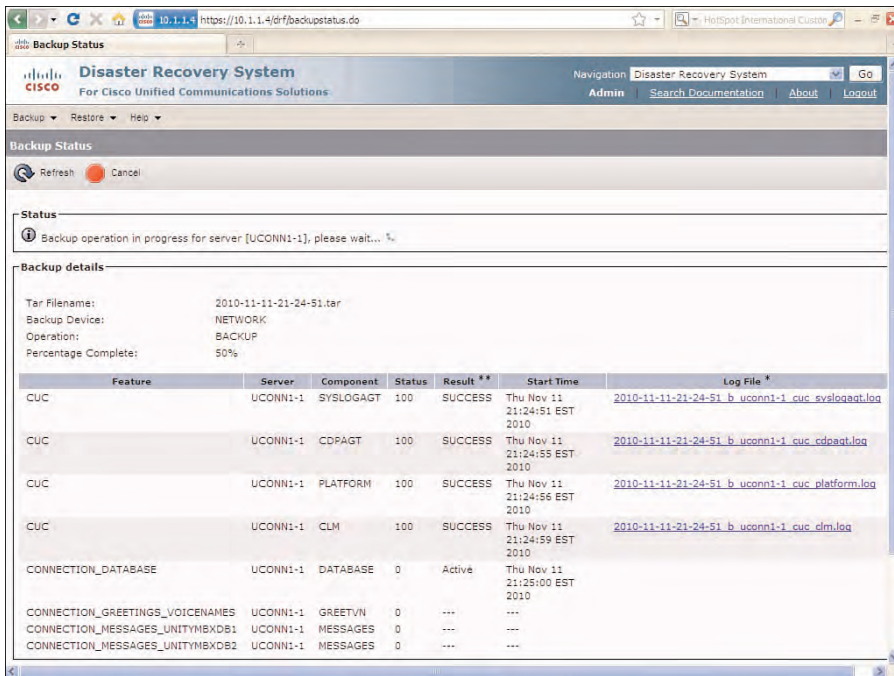 10.1.1.4 https://10.1.1.4/drf/backupstatus.do
HotSpot International Custom
Backup Status
CISCO
Disaster Recovery System
For Cisco Unified Communications Solutions
Navigation Disaster Recovery System Go
Admin | Search Documentation | About | Logout
Backup Restore Help
Backup Status
Refresh Cancel
Status
Backup operation in progress for server [UCONN1-1], please wait...
Backup details
Tar Filename: 2010-11-11-21-24-51.tar
Backup Device: NETWORK
Operation: BACKUP
Percentage Complete: 50%
Feature Server Component Status Result ** Start Time Log File *
CUC UCONN1-1 SYSLOGAGT 100 SUCCESS Thu Nov 11 21:24:51 EST 2010 2010-11-11-21-24-51_b_uconn1-1_cuc_syslogagt.log
CUC UCONN1-1 CDPAGT 100 SUCCESS Thu Nov 11 21:24:55 EST 2010 2010-11-11-21-24-51_b_uconn1-1_cuc_cdpagt.log
CUC UCONN1-1 PLATFORM 100 SUCCESS Thu Nov 11 21:24:56 EST 2010 2010-11-11-21-24-51_b_uconn1-1_cuc_platform.log
CUC UCONN1-1 CLM 100 SUCCESS Thu Nov 11 21:24:59 EST 2010 2010-11-11-21-24-51_b_uconn1-1_cuc_clm.log
CONNECTION_DATABASE UCONN1-1 DATABASE 0 Active Thu Nov 11 21:25:00 EST 2010
CONNECTION_GREETINGS_VOICENAMES UCONN1-1 GREETVN 0 --- ---
CONNECTION_MESSAGES_UNITYMBXDB1 UCONN1-1 MESSAGES 0 --- ---
CONNECTION_MESSAGES_UNITYMBXDB2 UCONN1-1 MESSAGES 0 --- ---